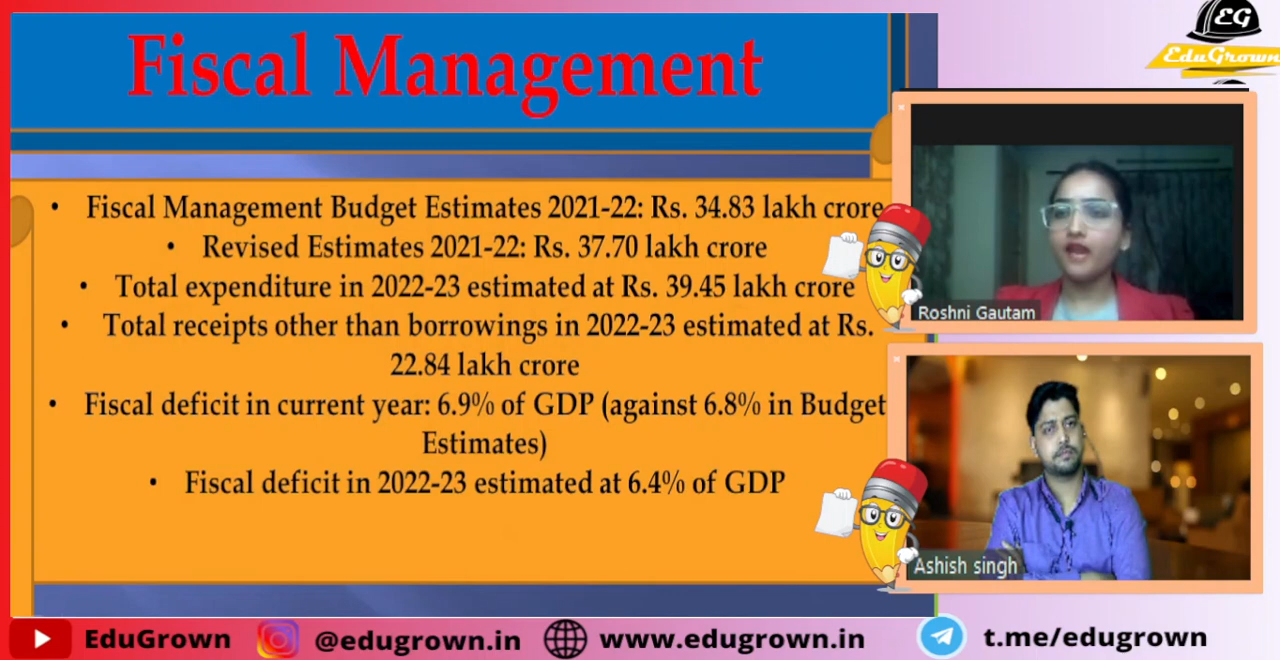 Fiscal Management
• Fiscal Management Budget Estimates 2021-22: Rs. 34.83 lakh crore
• Revised Estimates 2021-22: Rs. 37.70 lakh crore
• Total expenditure in 2022-23 estimated at Rs. 39.45 lakh crore
• Total receipts other than borrowings in 2022-23 estimated at Rs.
22.84 lakh crore
• Fiscal deficit in current year: 6.9% of GDP (against 6.8% in Budget
Estimates)
• Fiscal deficit in 2022-23 estimated at 6.4% of GDP
EG
EduGrown
Roshni Gautam
Ashish singh
EduGrown
@edugrown.in
www.edugrown.in
t.me/edugrown